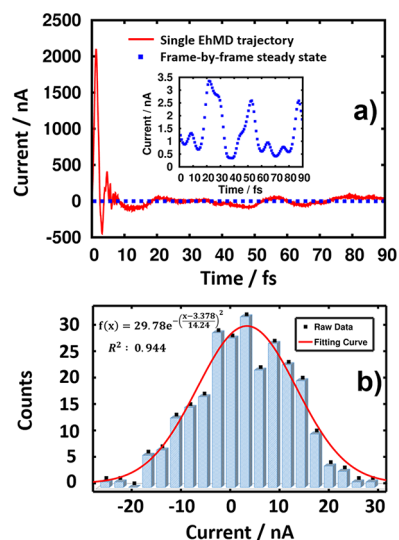 a)
2500
2000
1500
1000
500
0
-500
Current / nA
Single EhMD trajectory
Frame-by-frame steady state
3.5
3
2.5
2
1.5
1
0.5
0
Current / nA
0 10 20 30 40 50 60 70 80 90
Time / fs
0 10 20 30 40 50 60 70 80 90
Time / fs
f(x) = 29.78e^-((x-3.378)/14.24)^2
R²: 0.944
Raw Data
Fitting Curve
b)
30
25
20
15
10
5
0
Counts
-20 -10 0 10 20 30
Current / nA